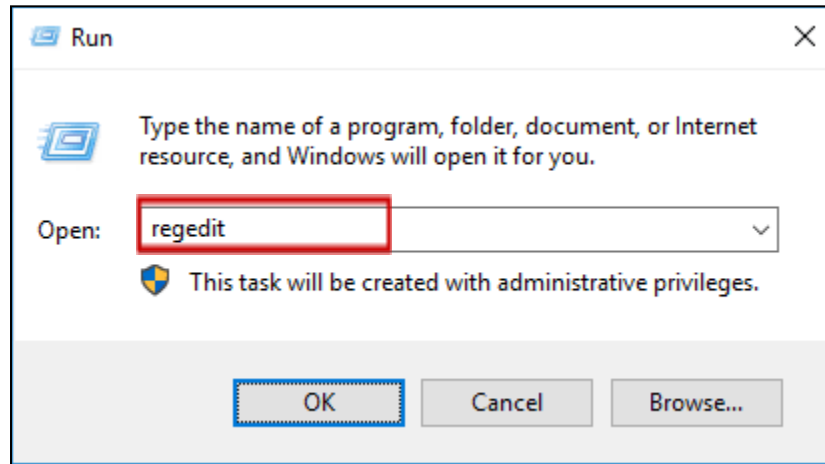 Run
Type the name of a program, folder, document, or Internet
resource, and Windows will open it for you.
Open: regedit
This task will be created with administrative privileges.
OK Cancel Browse...